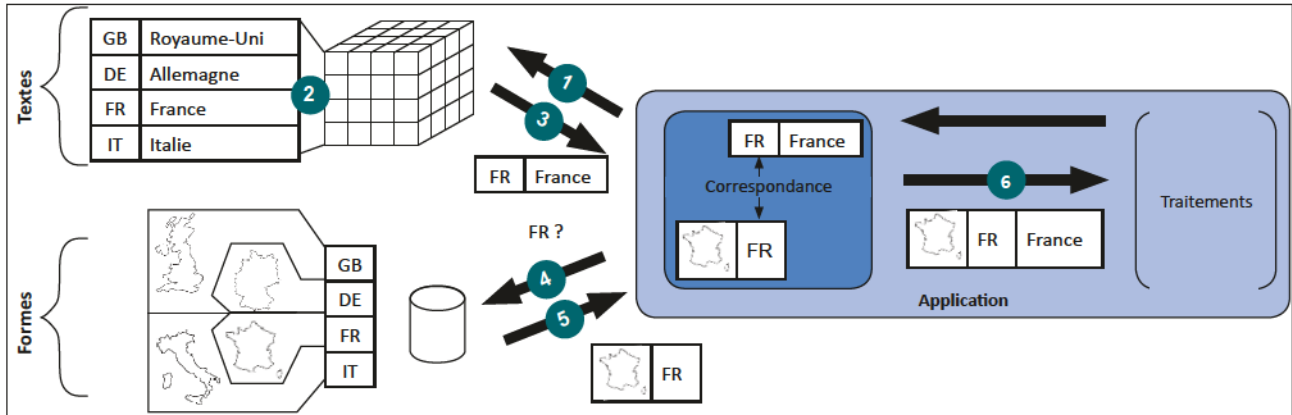 Textes
GB Royaume-Uni
DE Allemagne
FR France
IT Italie
2
1
3
FR France
Formes
GB
DE
FR
IT
FR ?
4
5
FR
FR France
Correspondance
FR
6
FR France
Traitements
Application